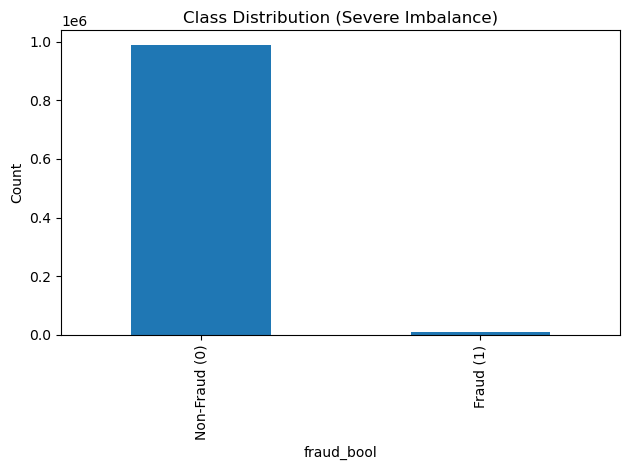 Class Distribution (Severe Imbalance)
1e6
1.0
0.8
0.6
0.4
0.2
0.0
Count
Non-Fraud (0)
Fraud (1)
fraud_bool